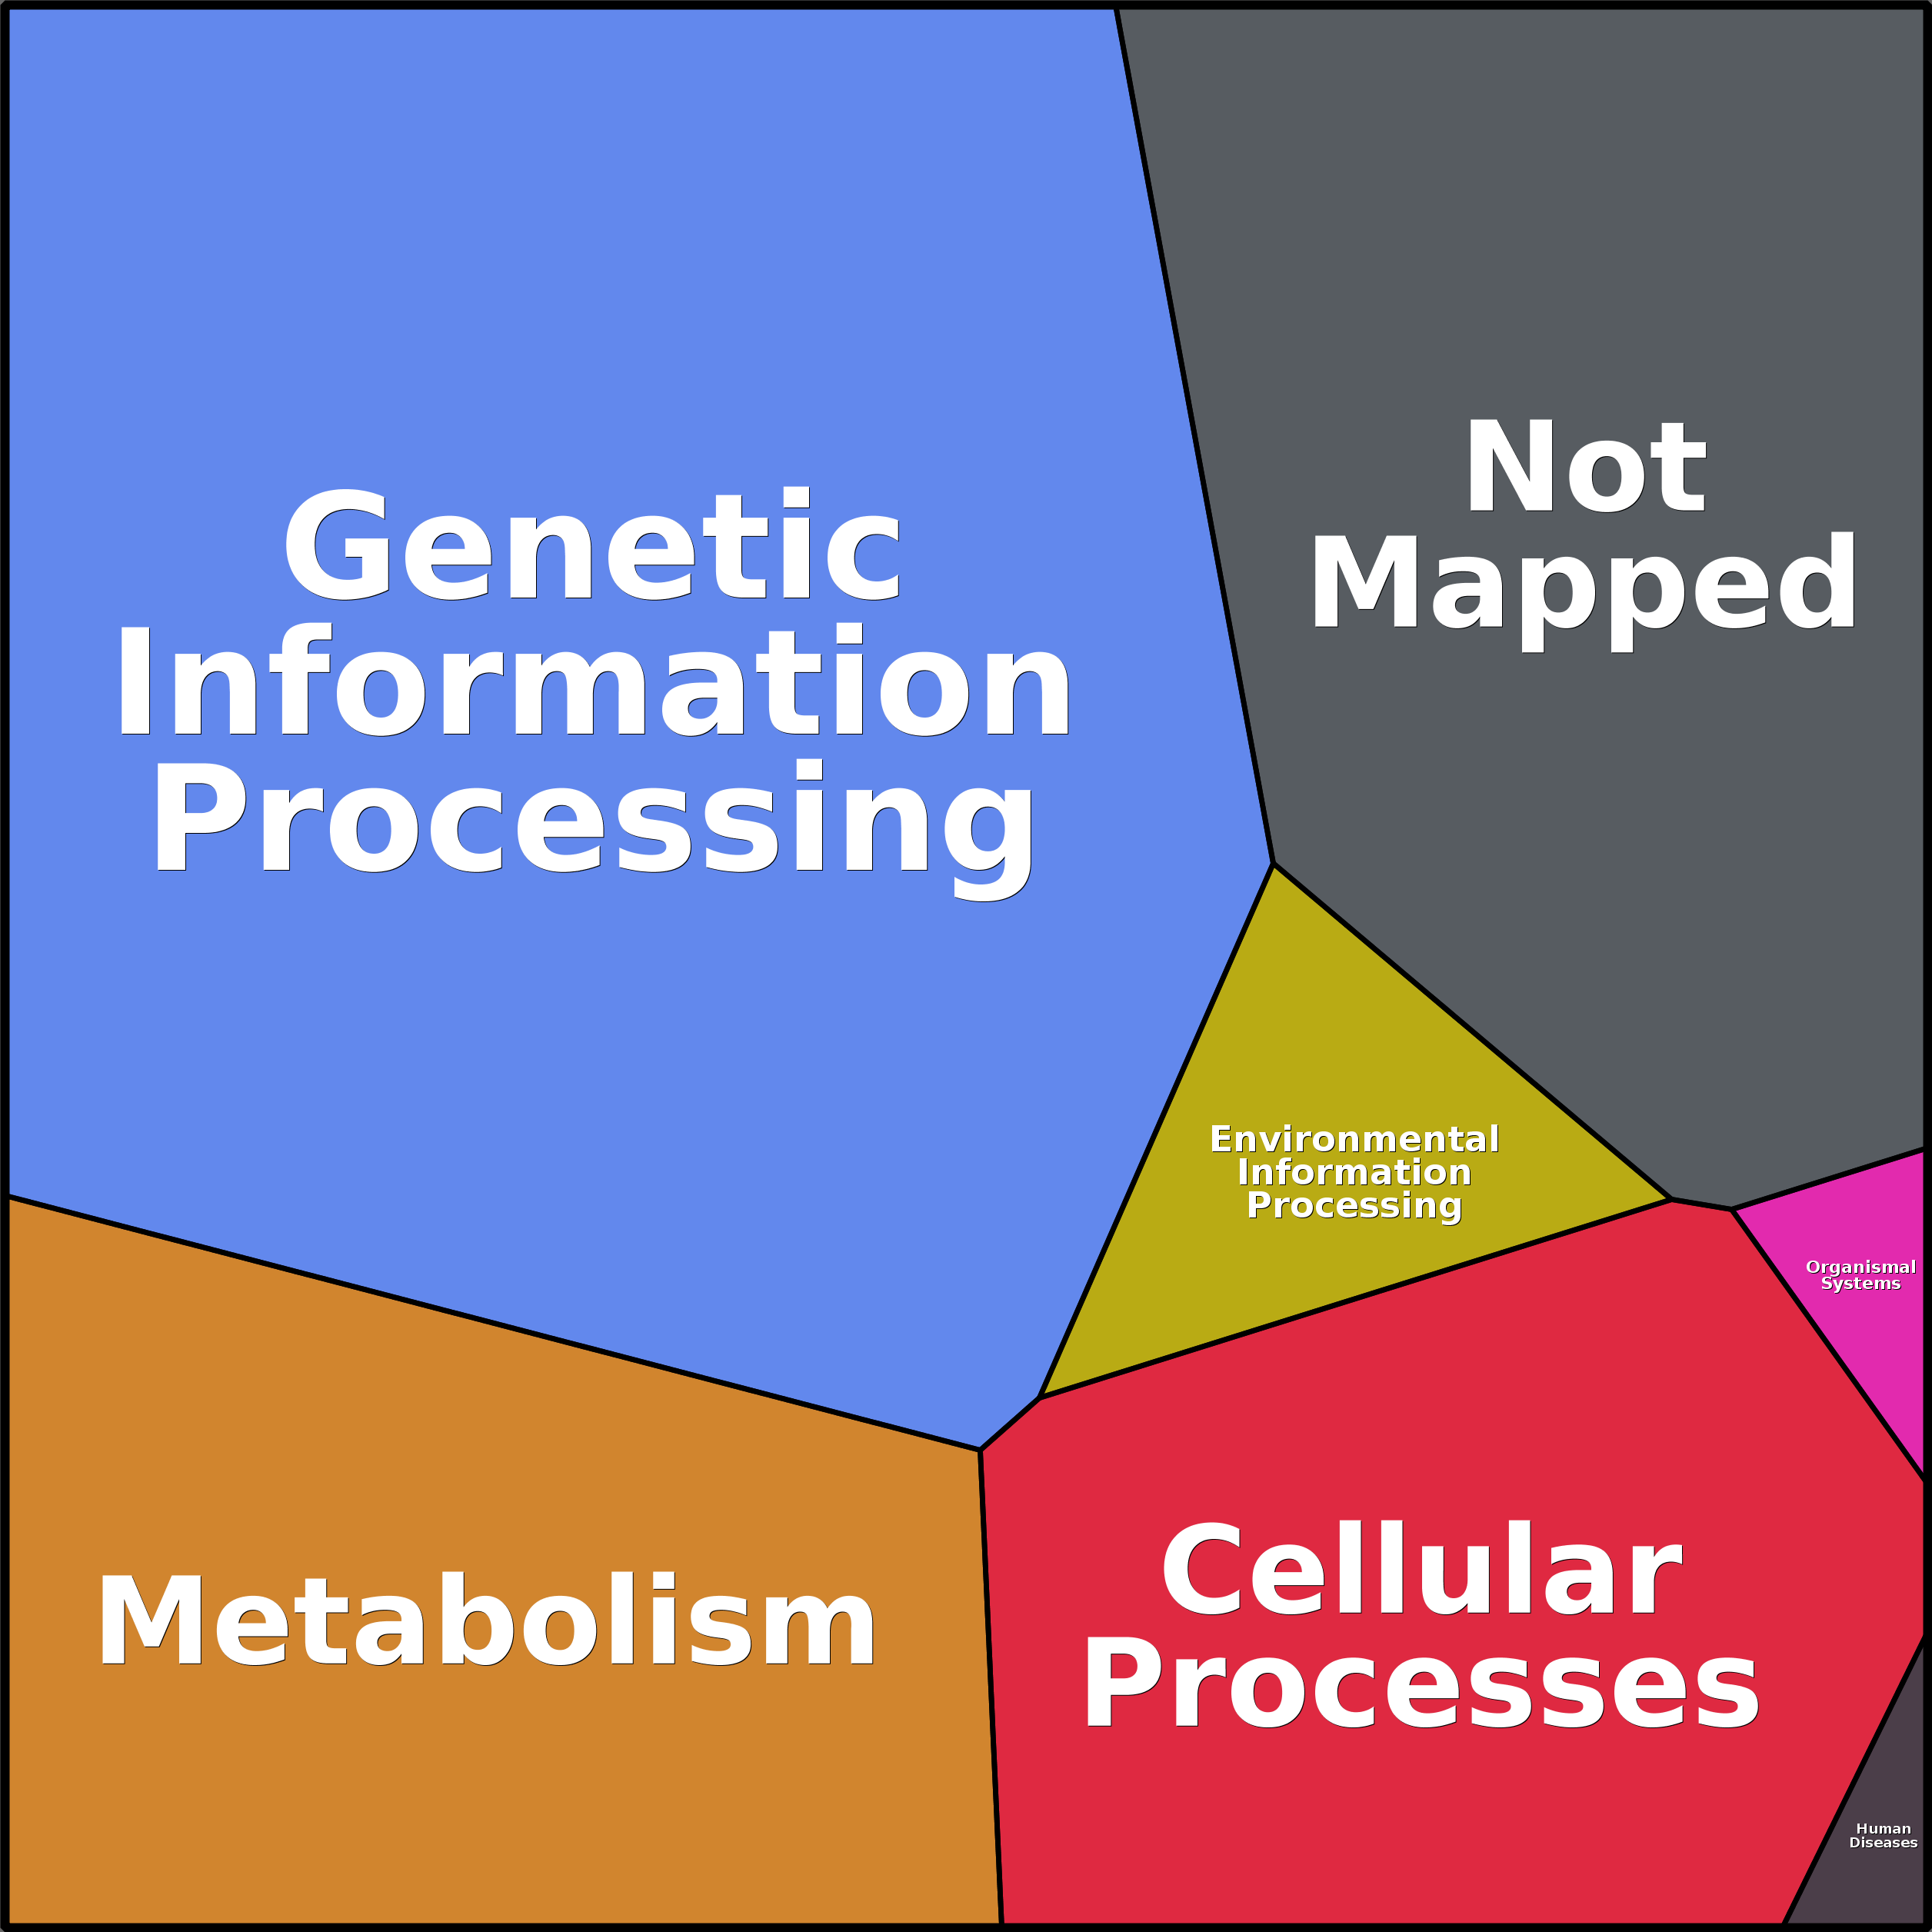 Genetic
Information
Processing
Not
Mapped
Environmental
Information
Processing
Organismal
Systems
Metabolism
Cellular
Processes
Human
Diseases